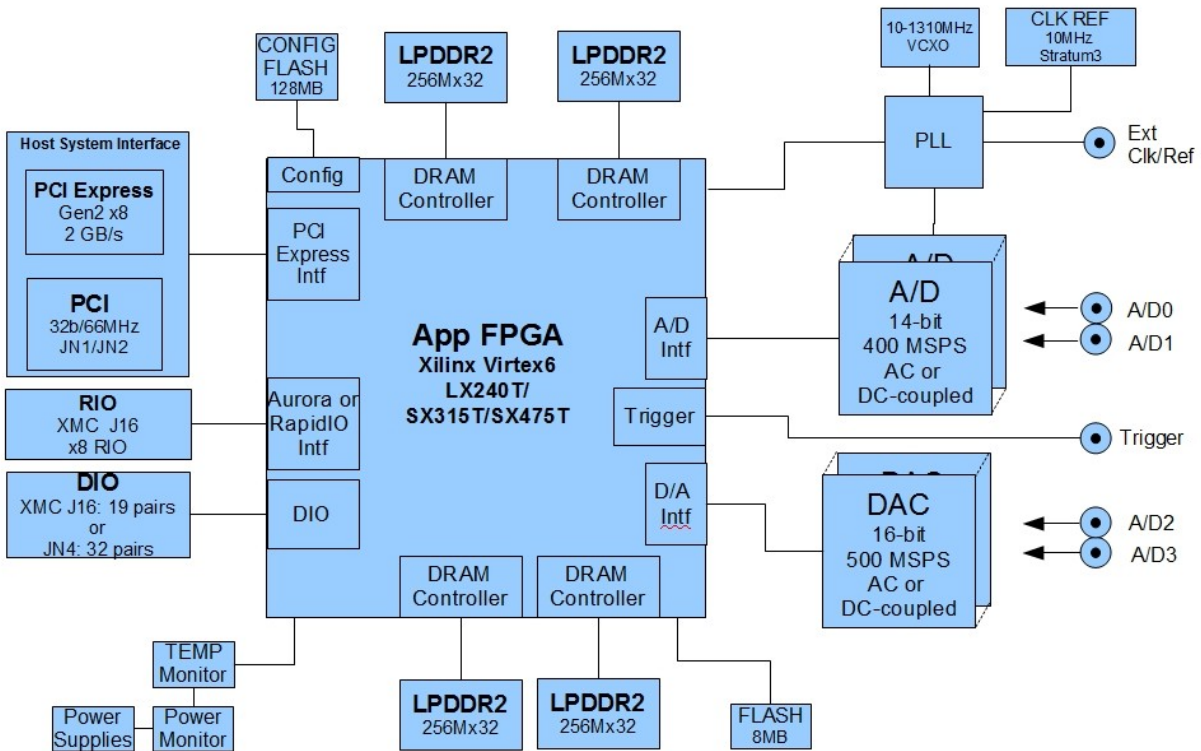 CONFIG
FLASH
128MB
LPDDR2
256Mx32
LPDDR2
256Mx32
10-1310MHz
VCXO
CLK REF
10MHz
Stratum3
PLL
Ext
Clk/Ref
Host System Interface
PCI Express
Gen2 x8
2 GB/s
PCI
32b/66MHz
JN1/JN2
Config
DRAM
Controller
DRAM
Controller
PCI
Express
Intf
App FPGA
Xilinx Virtex6
LX240T/
SX315T/SX475T
A/D
Intf
A/D
A/D
14-bit
400 MSPS
AC or
DC-coupled
A/D0
A/D1
RIO
XMC J16
x8 RIO
Aurora or
RapidIO
Intf
Trigger
Trigger
DIO
XMC J16: 19 pairs
or
JN4: 32 pairs
DIO
D/A
Intf
DAC
DAC
16-bit
500 MSPS
AC or
DC-coupled
A/D2
A/D3
DRAM
Controller
DRAM
Controller
TEMP
Monitor
Power
Supplies
Power
Monitor
LPDDR2
256Mx32
LPDDR2
256Mx32
FLASH
8MB